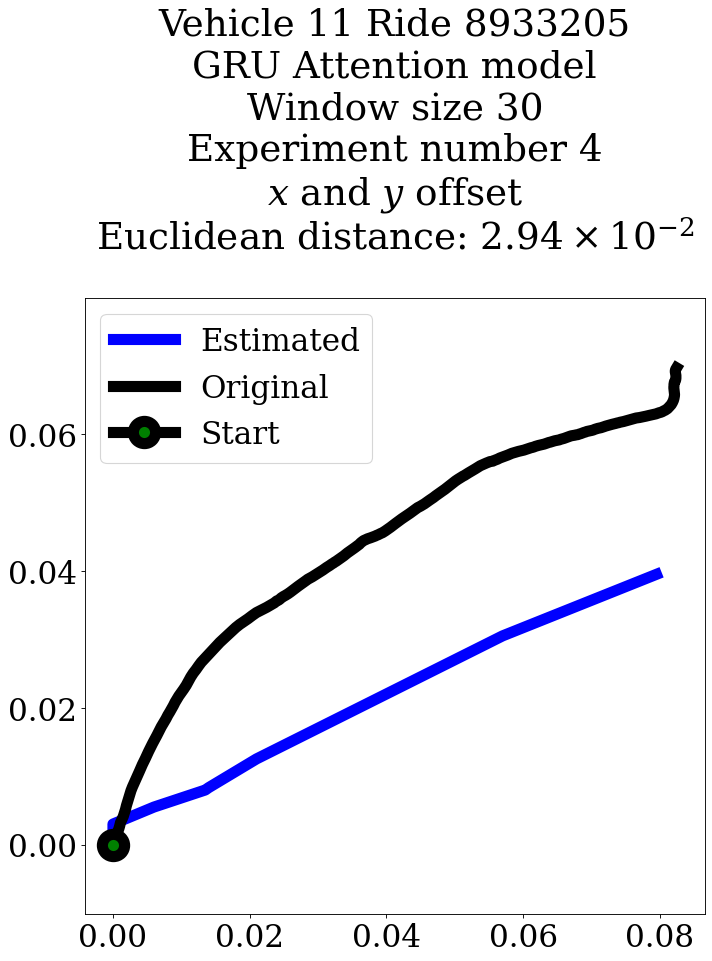 Vehicle 11 Ride 8933205
GRU Attention model
Window size 30
Experiment number 4
x and y offset
Euclidean distance: 2.94 × 10⁻²
Estimated
Original
Start
0.06
0.04
0.02
0.00
0.00 0.02 0.04 0.06 0.08